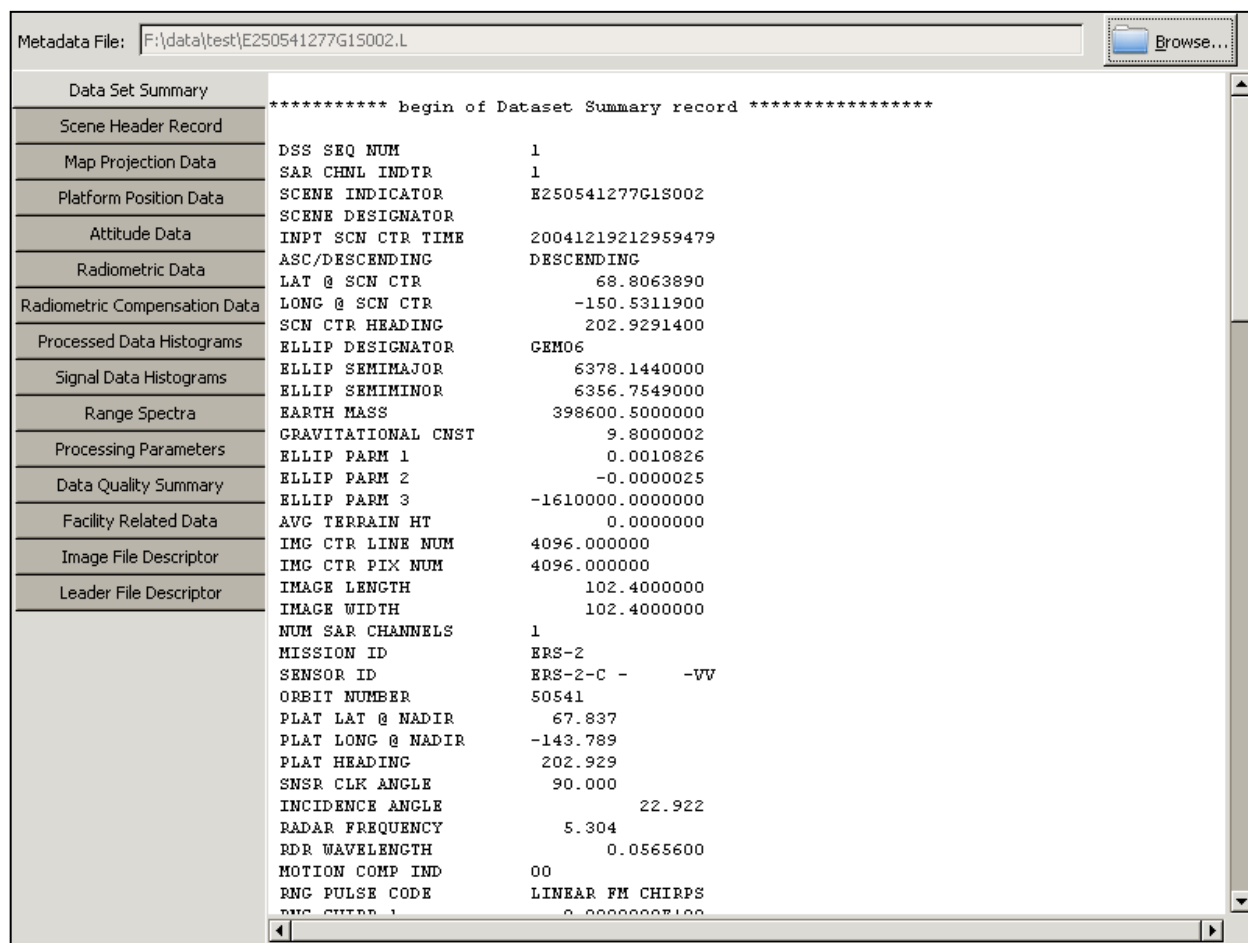 Metadata File: F:\data\test\E250541277G1S002.L Browse...
Data Set Summary
Scene Header Record
Map Projection Data
Platform Position Data
Attitude Data
Radiometric Data
Radiometric Compensation Data
Processed Data Histograms
Signal Data Histograms
Range Spectra
Processing Parameters
Data Quality Summary
Facility Related Data
Image File Descriptor
Leader File Descriptor
*********** begin of Dataset Summary record *****************
DSS SEQ NUM 1
SAR CHNL INDTR 1
SCENE INDICATOR E250541277G1S002
SCENE DESIGNATOR
INPT SCN CTR TIME 20041219212959479
ASC/DESCENDING DESCENDING
LAT @ SCN CTR 68.8063890
LONG @ SCN CTR -150.5311900
SCN CTR HEADING 202.9291400
ELLIP DESIGNATOR GEM06
ELLIP SEMIMAJOR 6378.1440000
ELLIP SEMIMINOR 6356.7549000
EARTH MASS 398600.5000000
GRAVITATIONAL CNST 9.8000002
ELLIP PARM 1 0.0010826
ELLIP PARM 2 -0.0000025
ELLIP PARM 3 -1610000.0000000
AVG TERRAIN HT 0.0000000
IMG CTR LINE NUM 4096.000000
IMG CTR PIX NUM 4096.000000
IMAGE LENGTH 102.4000000
IMAGE WIDTH 102.4000000
NUM SAR CHANNELS 1
MISSION ID ERS-2
SENSOR ID ERS-2-C - -VV
ORBIT NUMBER 50541
PLAT LAT @ NADIR 67.837
PLAT LONG @ NADIR -143.789
PLAT HEADING 202.929
SNSR CLK ANGLE 90.000
INCIDENCE ANGLE 22.922
RADAR FREQUENCY 5.304
RDR WAVELENGTH 0.0565600
MOTION COMP IND 00
RNG PULSE CODE LINEAR FM CHIRPS